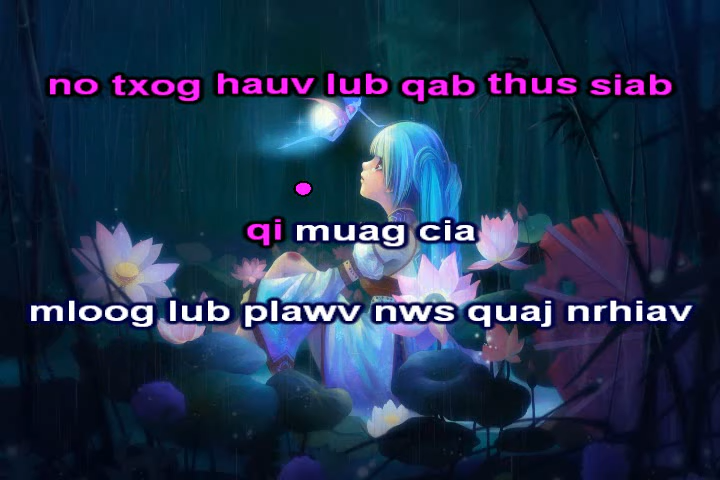 no txog hauv lub qab thus siab
qi muag cia
mloog lub plawv nws quaj nrhiav